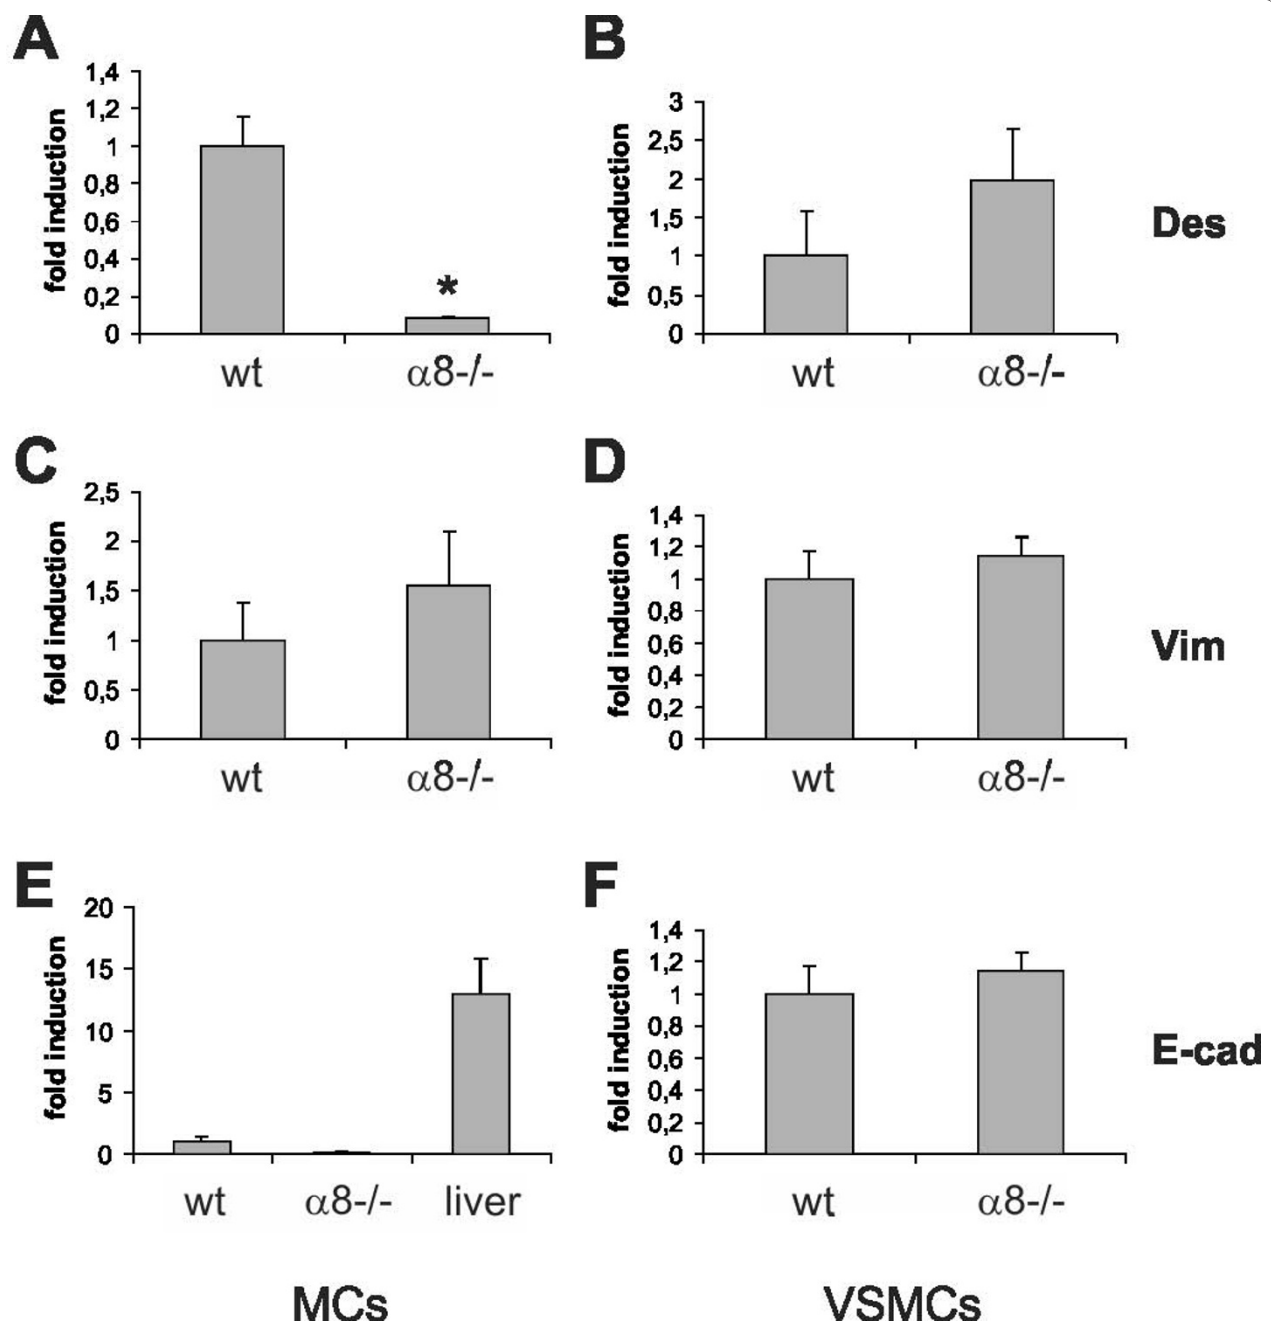 A
fold induction
1,4
1,2
1
0,8
0,6
0,4
0,2
0
*
wt α8-/-
B
fold induction
3
2,5
2
1,5
1
0,5
0
wt α8-/-
Des
C
fold induction
2,5
2
1,5
1
0,5
0
wt α8-/-
D
fold induction
1,4
1,2
1
0,8
0,6
0,4
0,2
0
wt α8-/-
Vim
E
fold induction
20
15
10
5
0
wt α8-/- liver
F
fold induction
1,4
1,2
1
0,8
0,6
0,4
0,2
0
wt α8-/-
E-cad
MCs
VSMCs